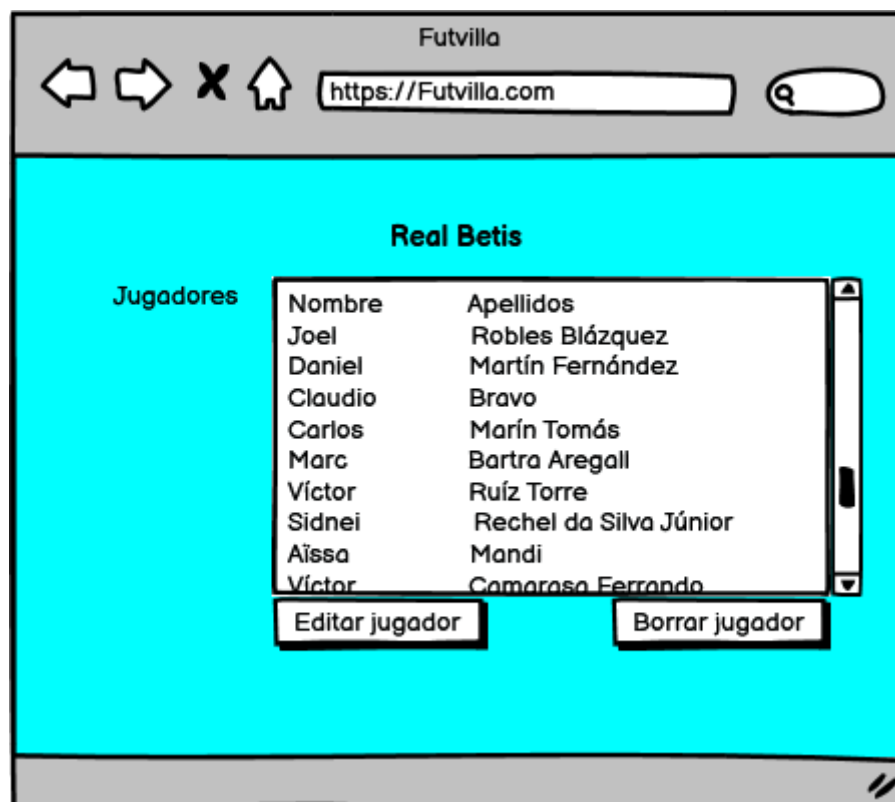 Futvilla
https://Futvilla.com
Real Betis
Jugadores
Nombre Apellidos
Joel Robles Blázquez
Daniel Martín Fernández
Claudio Bravo
Carlos Marín Tomás
Marc Bartra Aregall
Víctor Ruíz Torre
Sidnei Rechel da Silva Júnior
Aïssa Mandi
Víctor Camarasa Ferrando
Editar jugador Borrar jugador